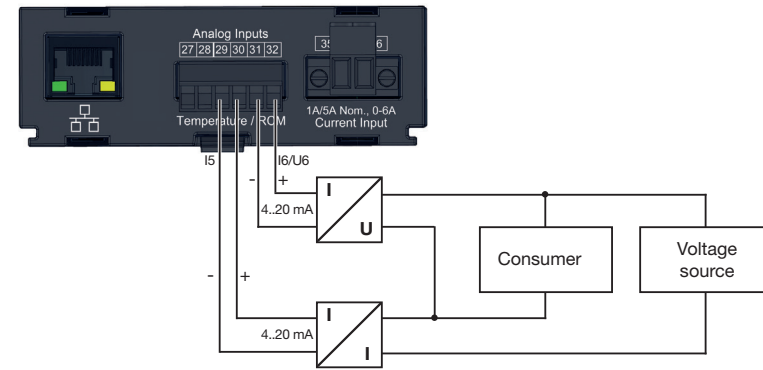 Analog Inputs
27 28 29 30 31 32
35 6
Temperature / RCM
1A/5A Nom., 0-6A
Current Input
I5
I6/U6
- +
I
4..20 mA
U
Consumer
Voltage
source
- +
I
4..20 mA
I